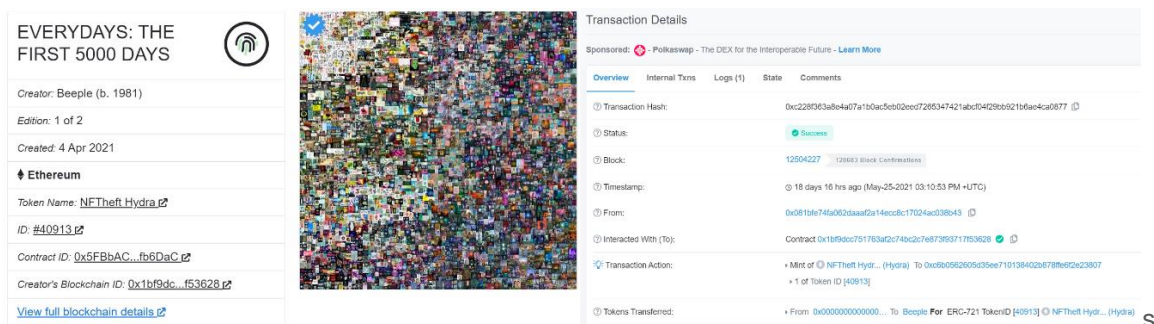 EVERYDAYS: THE
FIRST 5000 DAYS
Creator: Beeple (b. 1981)
Edition: 1 of 2
Created: 4 Apr 2021
Ethereum
Token Name: NFTheft Hydra
ID: #40913
Contract ID: 0x5FBbAC...fb6DaC
Creator's Blockchain ID: 0x1bf9dc...f53628
View full blockchain details
Transaction Details
Sponsored: - Polkaswap - The DEX for the Interoperable Future - Learn More
Overview Internal Txns Logs (1) State Comments
Transaction Hash: 0xc228f363a8e4a07a1b0ac5eb02eed7265347421abcf04f29bb921b6ae4ca0877
Status: Success
Block: 12504227 120603 Block Confirmations
Timestamp: 18 days 16 hrs ago (May-25-2021 03:10:53 PM +UTC)
From: 0x081bfe74fa062daaaf2a14ecc8c17024ac038b43
Interacted With (To): Contract 0x1bf9dcc751763af2c74bc2c7e873f93717f53628
Transaction Action: Mint of NFTheft Hydr... (Hydra) To 0xc6b0562605d35ee710138402b878ffe6f2e23807
1 of Token ID [40913]
Tokens Transferred: From 0x0000000000000... To Beeple For ERC-721 TokenID [40913] NFTheft Hydr... (Hydra)
s